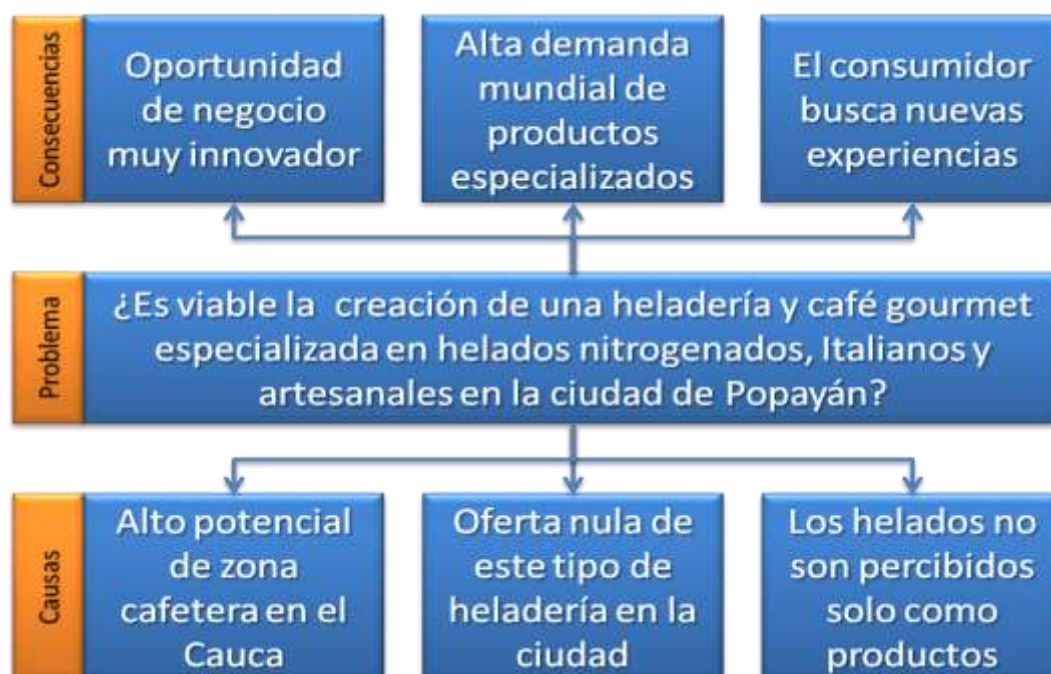 Consecuencias
Oportunidad
de negocio
muy innovador
Alta demanda
mundial de
productos
especializados
El consumidor
busca nuevas
experiencias
Problema
¿Es viable la creación de una heladería y café gourmet
especializada en helados nitrogenados, Italianos y
artesanales en la ciudad de Popayán?
Causas
Alto potencial
de zona
cafetera en el
Cauca
Oferta nula de
este tipo de
heladería en la
ciudad
Los helados no
son percibidos
solo como
productos